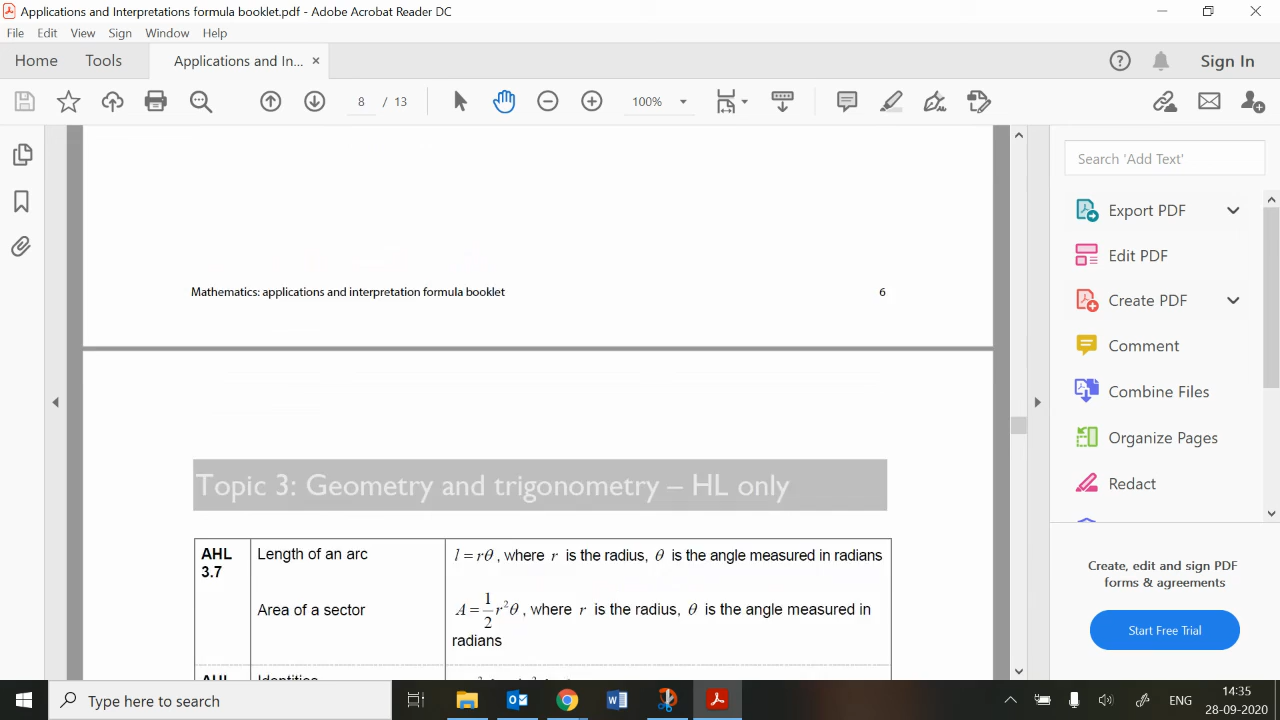 Applications and Interpretations formula booklet.pdf - Adobe Acrobat Reader DC
File Edit View Sign Window Help
Home Tools Applications and In... × Sign In
8 / 13 100%
Search 'Add Text'
Export PDF
Edit PDF
Create PDF
Comment
Combine Files
Organize Pages
Redact
Create, edit and sign PDF
forms & agreements
Start Free Trial
Mathematics: applications and interpretation formula booklet 6
Topic 3: Geometry and trigonometry – HL only
AHL 3.7 Length of an arc l = rθ, where r is the radius, θ is the angle measured in radians
Area of a sector A = 1/2 r²θ, where r is the radius, θ is the angle measured in
radians
AHL Identities
Type here to search
ENG
14:35
28-09-2020